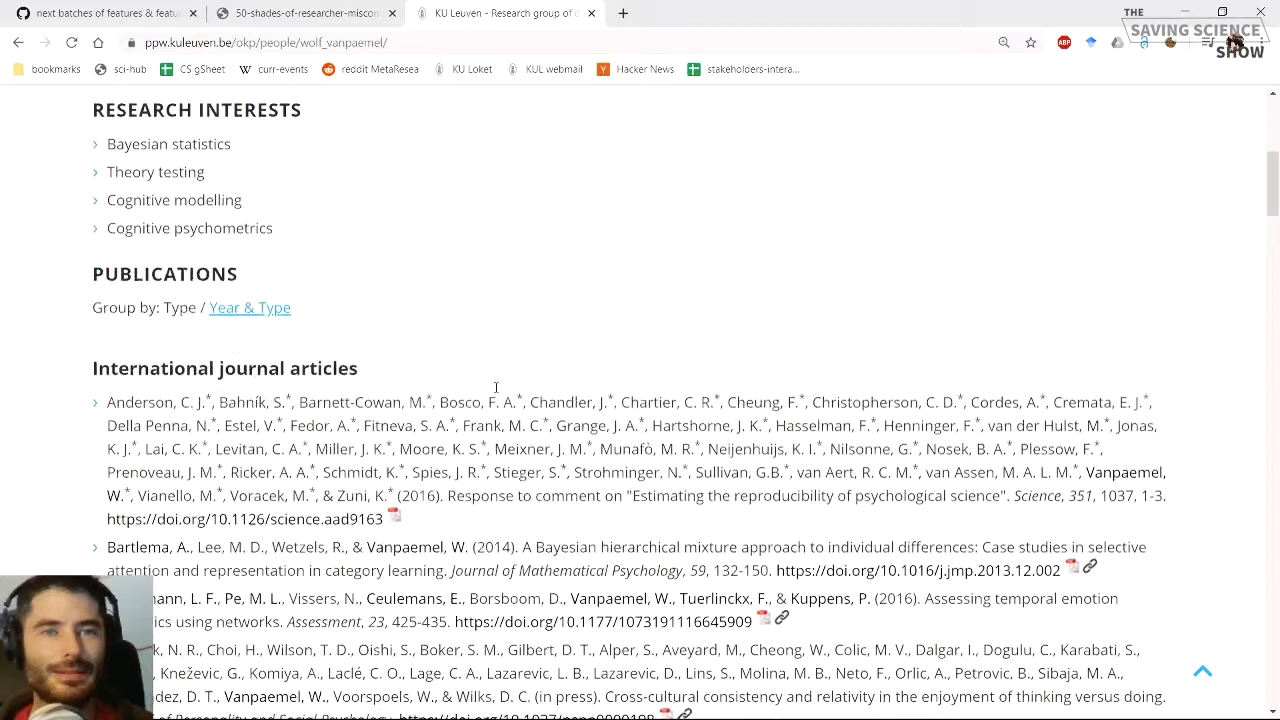 next batches of features & featur
50-shades-of-researcher-miscon
KU Leuven - Research group of q
THE
SAVING SCIENCE
SHOW
ppw.kuleuven.be/okp/people/wolf_vanpaemel/
ABP
bookmarks
sci-hub
CS gSheet
curr-events
reddit MetaResea
KU Loket
KUL webmail
Hacker News
stakeholders-intera...
RESEARCH INTERESTS
Bayesian statistics
Theory testing
Cognitive modelling
Cognitive psychometrics
PUBLICATIONS
Group by: Type / Year & Type
International journal articles
Anderson, C. J.*, Bahník, S.*, Barnett-Cowan, M.*, Bosco, F. A.*, Chandler, J.*, Chartier, C. R.*, Cheung, F.*, Christopherson, C. D.*, Cordes, A.*, Cremata, E. J.*,
Della Penna, N.*, Estel, V.*, Fedor, A.*, Fitneva, S. A.*, Frank, M. C.*, Grange, J. A.*, Hartshorne, J. K.*, Hasselman, F.*, Henninger, F.*, van der Hulst, M.*, Jonas,
K. J.*, Lai, C. K.*, Levitan, C. A.*, Miller, J. K.*, Moore, K. S.*, Meixner, J. M.*, Munafò, M. R.*, Neijenhuijs, K. I.*, Nilsonne, G.*, Nosek, B. A.*, Plessow, F.*,
Prenoveau, J. M.*, Ricker, A. A.*, Schmidt, K.*, Spies, J. R.*, Stieger, S.*, Strohminger, N.*, Sullivan, G.B.*, van Aert, R. C. M.*, van Assen, M. A. L. M.*, Vanpaemel,
W.*, Vianello, M.*, Voracek, M.*, & Zuni, K.* (2016). Response to comment on "Estimating the reproducibility of psychological science". Science, 351, 1037, 1-3.
https://doi.org/10.1126/science.aad9163
Bartlema, A., Lee, M. D., Wetzels, R., & Vanpaemel, W. (2014). A Bayesian hierarchical mixture approach to individual differences: Case studies in selective
attention and representation in category learning. Journal of Mathematical Psychology, 59, 132-150. https://doi.org/10.1016/j.jmp.2013.12.002
mann, L. F., Pe, M. L., Vissers, N., Ceulemans, E., Borsboom, D., Vanpaemel, W., Tuerlinckx, F., & Kuppens, P. (2016). Assessing temporal emotion
ics using networks. Assessment, 23, 425-435. https://doi.org/10.1177/1073191116645909
k, N. R., Choi, H., Wilson, T. D., Oishi, S., Boker, S. M., Gilbert, D. T., Alper, S., Aveyard, M., Cheong, W., Colic, M. V., Dalgar, I., Dogulu, C., Karabati, S.,
, Kneževic, G., Komiya, A., Laclé, C. O., Lage, C. A., Lazarevic, L. B., Lazarevic, D., Lins, S., Molina, M. B., Neto, F., Orlic, A., Petrovic, B., Sibaja, M. A.,
dez, D. T., Vanpaemel, W., Voorspoels, W., & Wilks, D. C. (in press). Cross-cultural consistency and relativity in the enjoyment of thinking versus doing.
of Personality and Social Psychology.